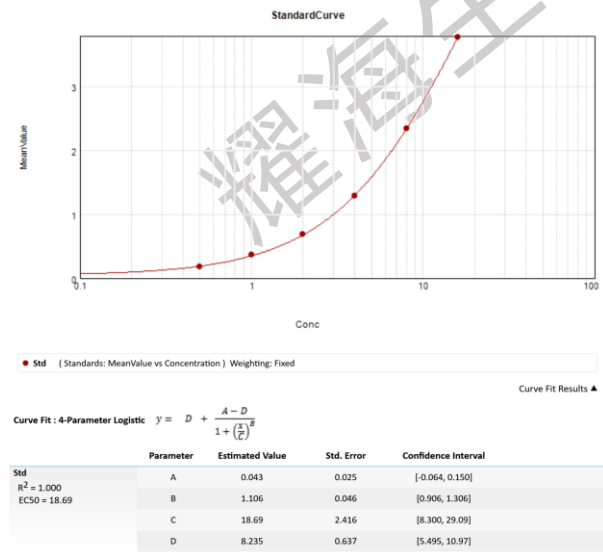 StandardCurve
3
2
1
0
0.1 1 10 100
MeanValue
Conc
Std ( Standards: MeanValue vs Concentration ) Weighting: Fixed
Curve Fit Results ▲
Curve Fit : 4-Parameter Logistic y = D + A − D / 1 + (x/C)^B
Parameter Estimated Value Std. Error Confidence Interval
Std
R² = 1.000
EC50 = 18.69
A 0.043 0.025 [-0.064, 0.150]
B 1.106 0.046 [0.906, 1.306]
C 18.69 2.416 [8.300, 29.09]
D 8.235 0.637 [5.495, 10.97]
耀海